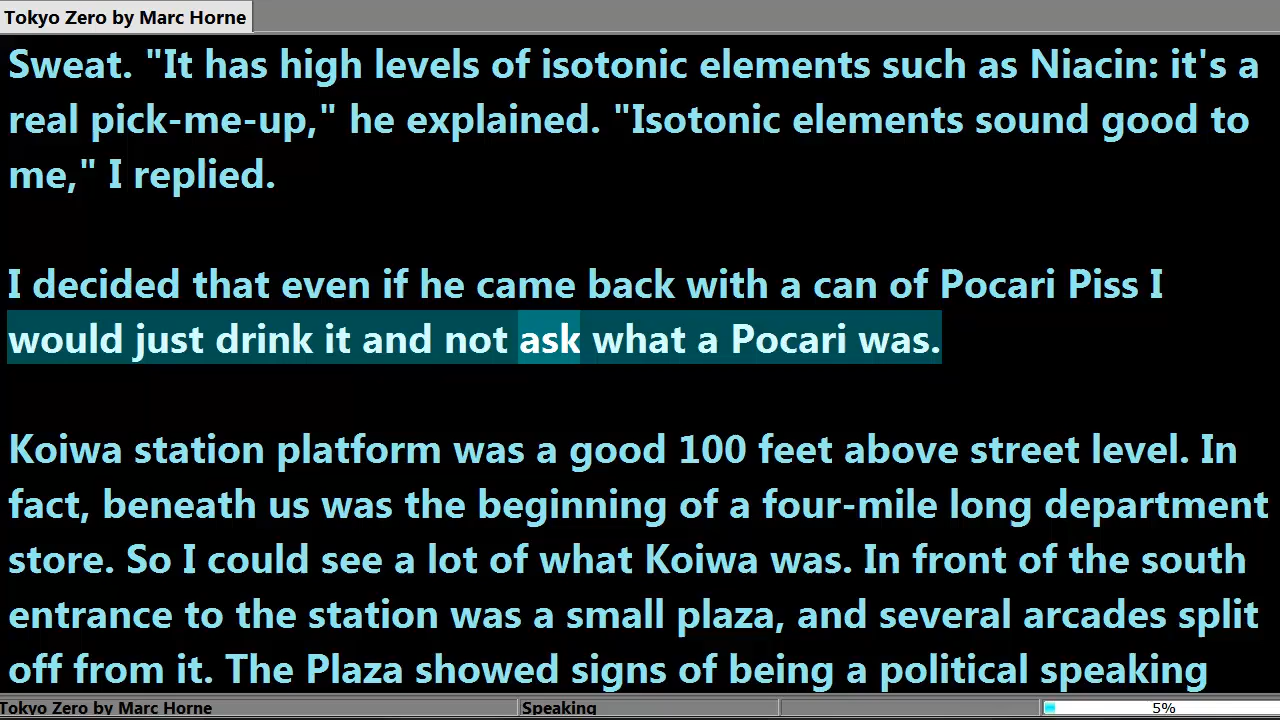 Tokyo Zero by Marc Horne
Sweat. "It has high levels of isotonic elements such as Niacin: it's a
real pick-me-up," he explained. "Isotonic elements sound good to
me," I replied.
I decided that even if he came back with a can of Pocari Piss I
would just drink it and not ask what a Pocari was.
Koiwa station platform was a good 100 feet above street level. In
fact, beneath us was the beginning of a four-mile long department
store. So I could see a lot of what Koiwa was. In front of the south
entrance to the station was a small plaza, and several arcades split
off from it. The Plaza showed signs of being a political speaking
Tokyo Zero by Marc Horne Speaking 5%